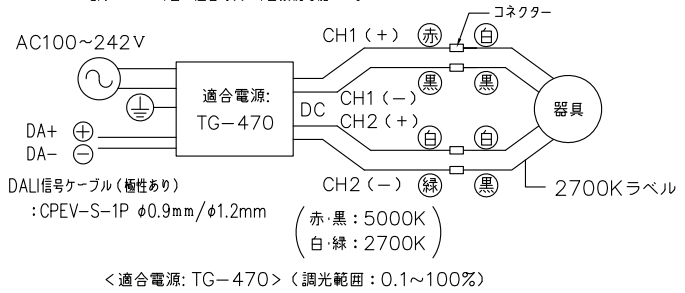 コネクター
CH1(+) 赤 白
AC100~242V
黒 黒
適合電源:
TG-470
DC
CH1(-)
CH2(+)
器具
DA+ ⊕
DA- ⊖
白 白
DALI信号ケーブル(極性あり)
:CPEV-S-1P φ0.9mm/φ1.2mm
CH2(-) 緑 黒
2700Kラベル
赤・黒:5000K
白・緑:2700K
<適合電源: TG-470>(調光範囲:0.1~100%)